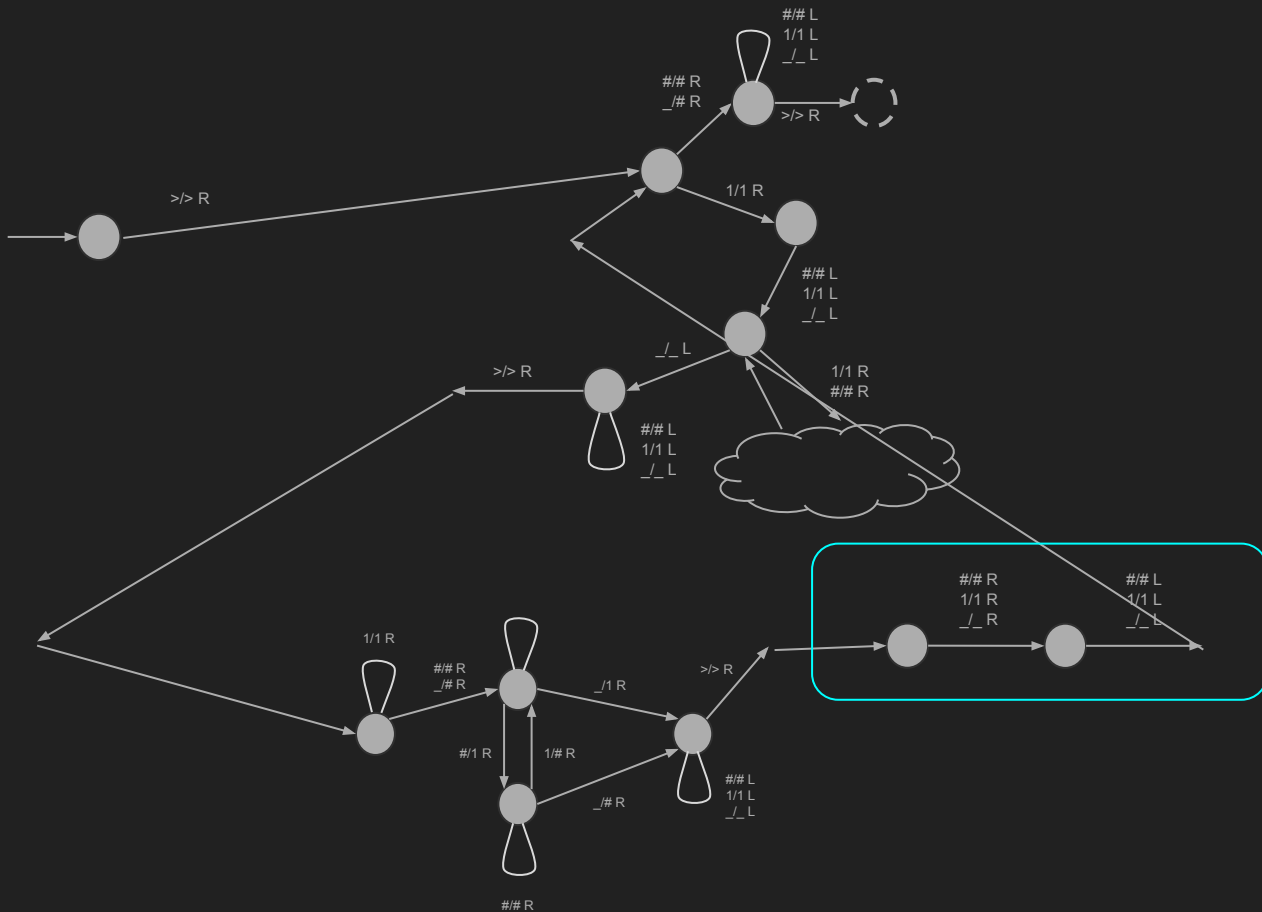 #/# L
1/1 L
_/_ L
#/# R
_/# R
>/> R
1/1 R
>/> R
#/# L
1/1 L
_/_ L
_/_ L
>/> R
1/1 R
#/# R
#/# L
1/1 L
_/_ L
#/# R
1/1 R
_/_ R
#/# L
1/1 L
_/_ L
1/1 R
#/# R
_/# R
_/1 R
>/> R
#/1 R
1/# R
#/# L
1/1 L
_/_ L
_/# R
#/# R